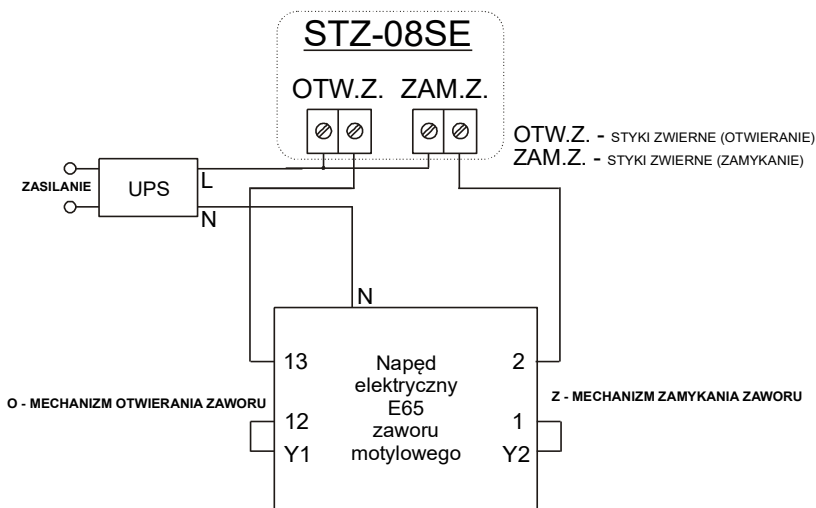 STZ-08SE
OTW.Z. ZAM.Z.
OTW.Z. - STYKI ZWIERNE (OTWIERANIE)
ZAM.Z. - STYKI ZWIERNE (ZAMYKANIE)
ZASILANIE
UPS
L
N
N
13
Napęd
elektryczny
E65
zaworu
motylowego
2
O - MECHANIZM OTWIERANIA ZAWORU
Z - MECHANIZM ZAMYKANIA ZAWORU
12
1
Y1
Y2